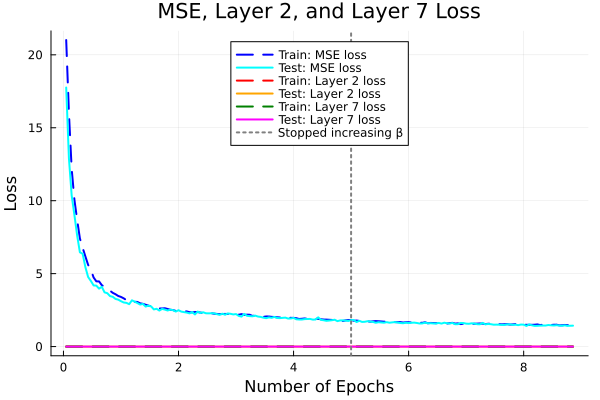 MSE, Layer 2, and Layer 7 Loss
Train: MSE loss
Test: MSE loss
Train: Layer 2 loss
Test: Layer 2 loss
Train: Layer 7 loss
Test: Layer 7 loss
Stopped increasing β
Loss
20
15
10
5
0
0 2 4 6 8
Number of Epochs